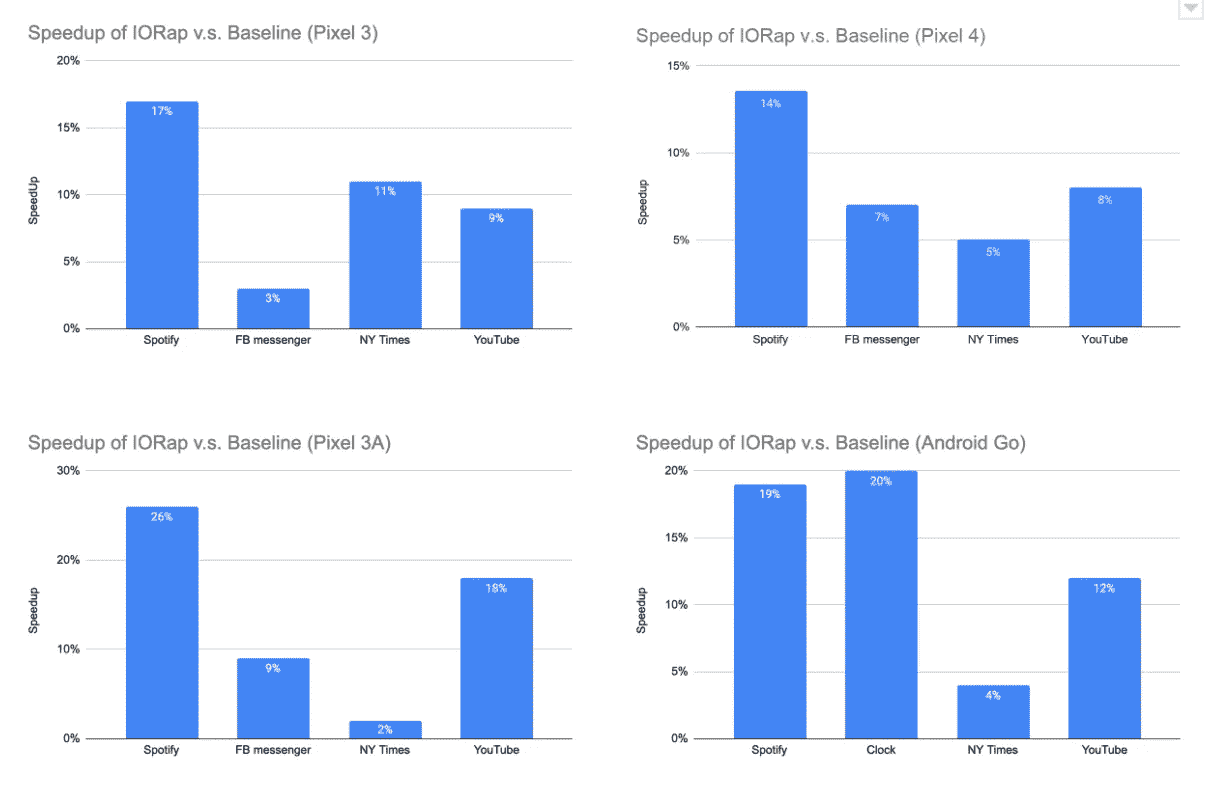 Speedup of IORap v.s. Baseline (Pixel 3)
20%
15%
10%
5%
0%
SpeedUp
17%
3%
11%
9%
Spotify FB messenger NY Times YouTube
Speedup of IORap v.s. Baseline (Pixel 4)
15%
10%
5%
0%
Speedup
14%
7%
5%
8%
Spotify FB messenger NY Times YouTube
Speedup of IORap v.s. Baseline (Pixel 3A)
30%
20%
10%
0%
Speedup
26%
9%
2%
18%
Spotify FB messenger NY Times YouTube
Speedup of IORap v.s. Baseline (Android Go)
20%
15%
10%
5%
0%
Speedup
19%
20%
4%
12%
Spotify Clock NY Times YouTube